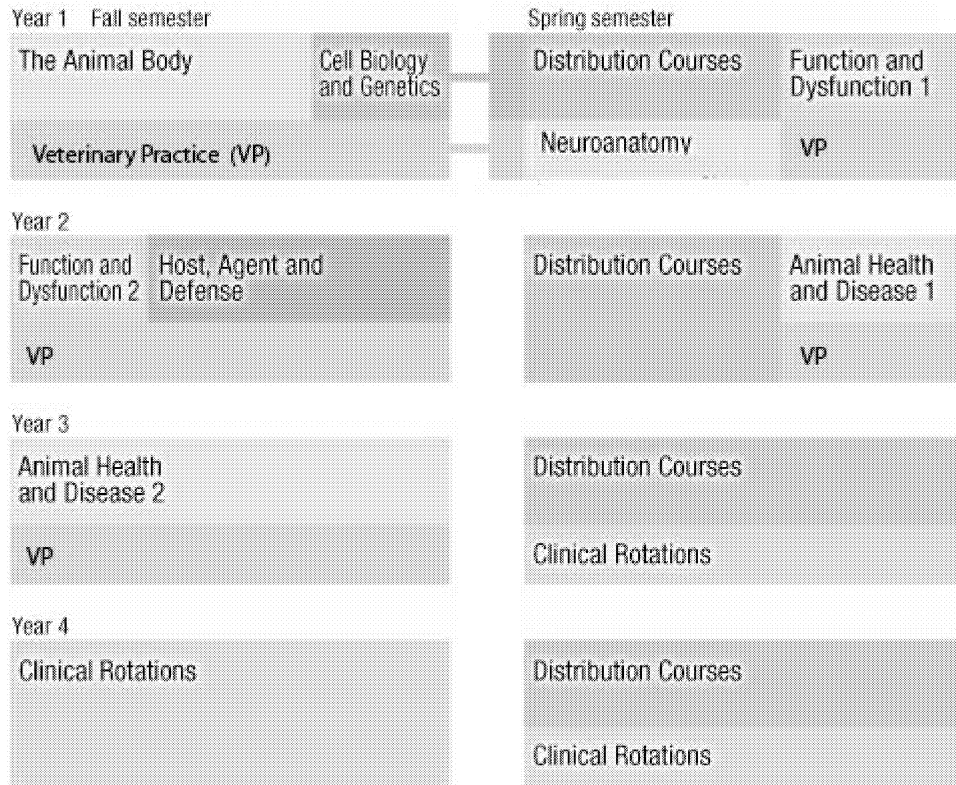 Year 1 Fall semester
Spring semester
The Animal Body
Cell Biology
and Genetics
Veterinary Practice (VP)
Distribution Courses
Function and
Dysfunction 1
Neuroanatomy
VP
Year 2
Function and
Dysfunction 2
Host, Agent and
Defense
VP
Distribution Courses
Animal Health
and Disease 1
VP
Year 3
Animal Health
and Disease 2
VP
Distribution Courses
Clinical Rotations
Year 4
Clinical Rotations
Distribution Courses
Clinical Rotations